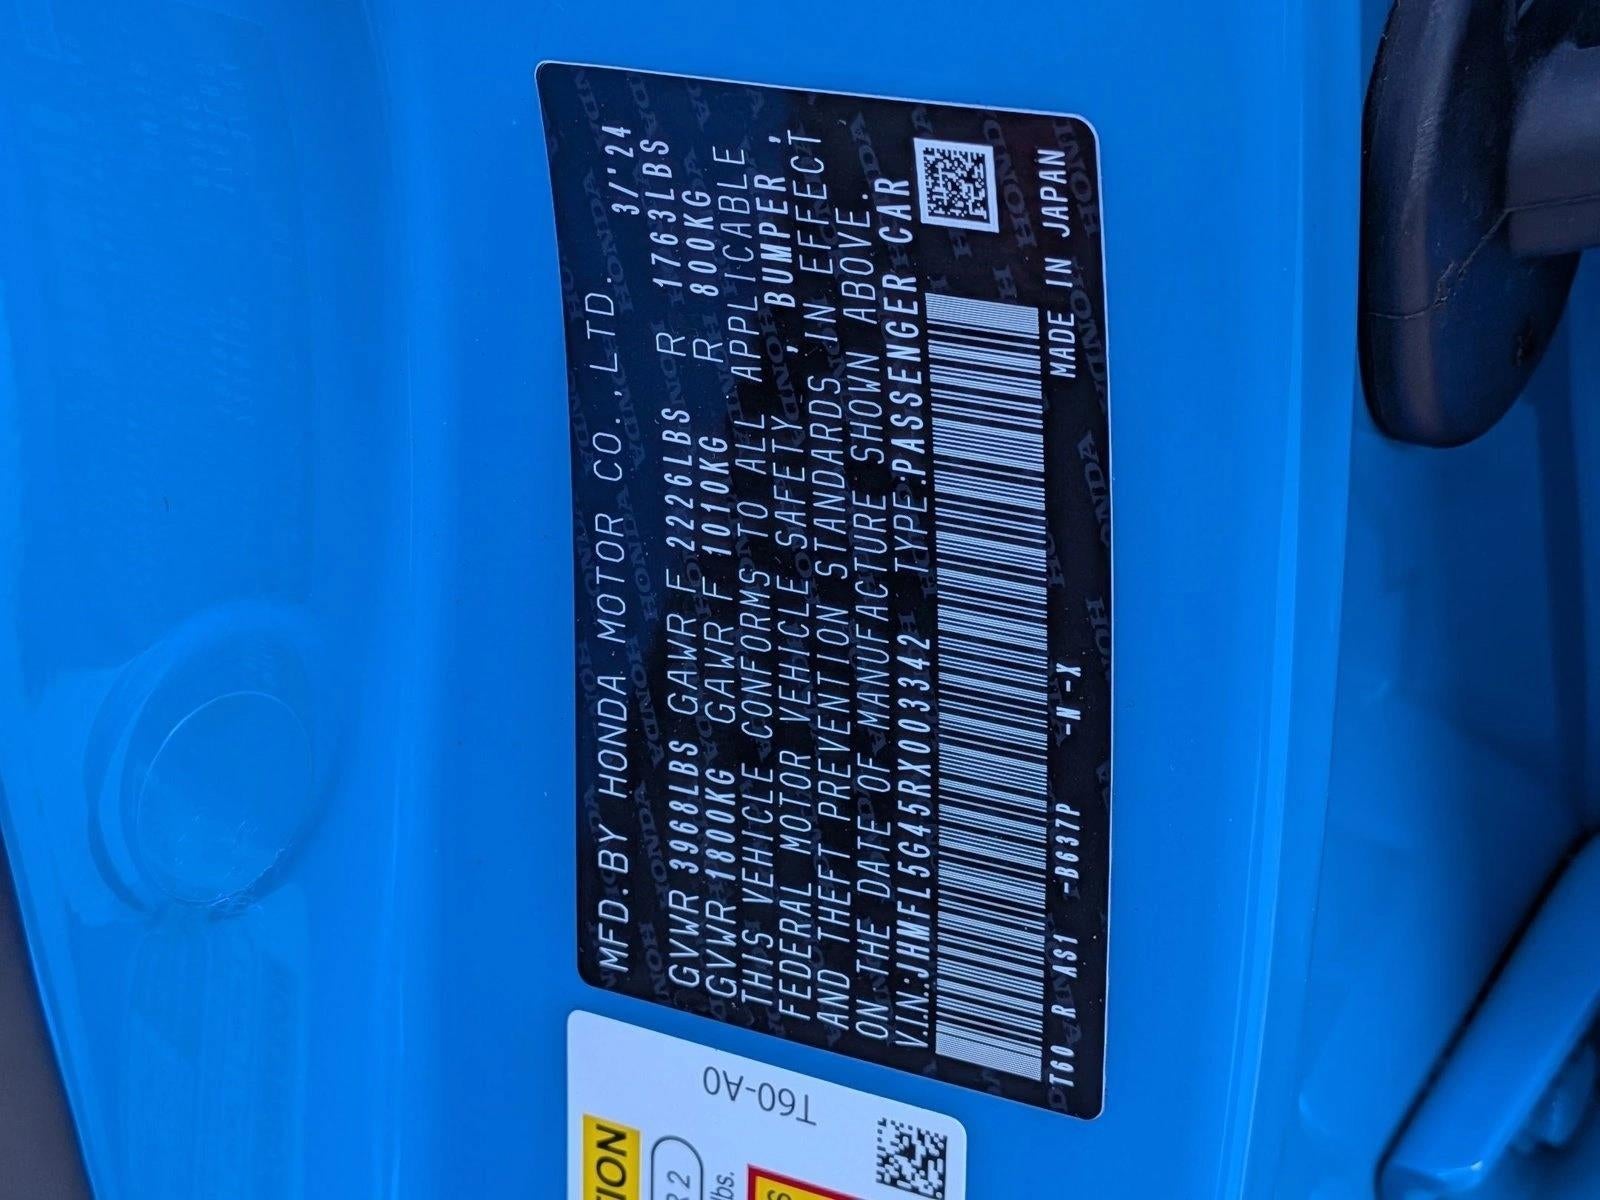 MFD.BY HONDA MOTOR CO.,LTD. 3/'24
GVWR 3968LBS GAWR F 2226LBS R 1763LBS
GVWR 1800KG GAWR F 1010KG R 800KG
THIS VEHICLE CONFORMS TO ALL APPLICABLE
FEDERAL MOTOR VEHICLE SAFETY,'BUMPER',
AND THEFT PREVENTION STANDARDS IN EFFECT
ON THE DATE OF MANUFACTURE SHOWN ABOVE.
V.I.N.:JHMFL5G45RX003342 TYPE:PASSENGER CAR
MADE IN JAPAN
T60 R AS1 -B637P -N -X
T60-A0
R2
lbs.